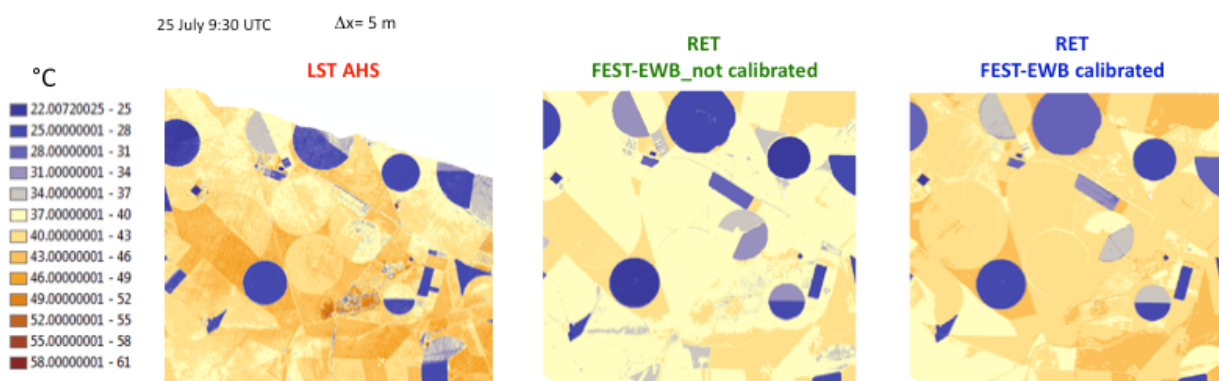 25 July 9:30 UTC Δx= 5 m
LST AHS
RET
FEST-EWB_not calibrated
RET
FEST-EWB calibrated
°C
22.00720025 - 25
25.00000001 - 28
28.00000001 - 31
31.00000001 - 34
34.00000001 - 37
37.00000001 - 40
40.00000001 - 43
43.00000001 - 46
46.00000001 - 49
49.00000001 - 52
52.00000001 - 55
55.00000001 - 58
58.00000001 - 61